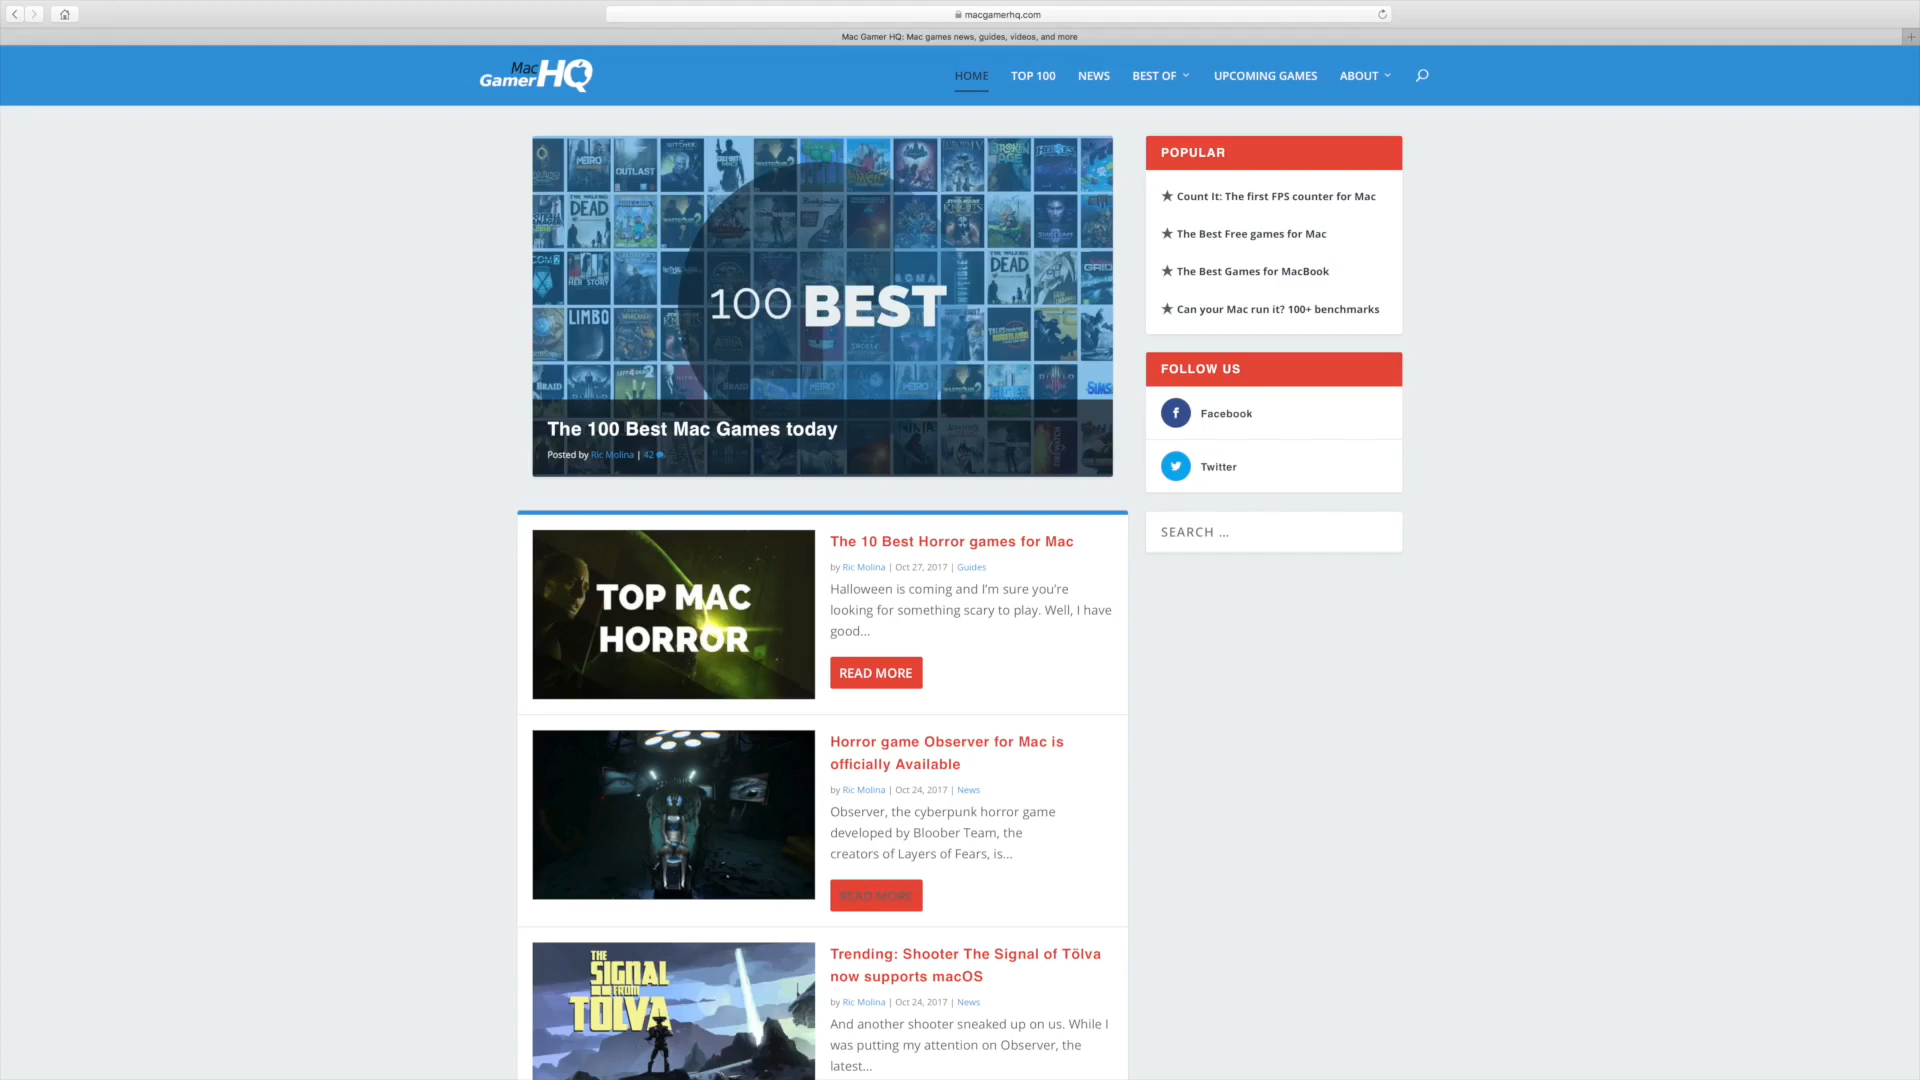 macgamerhq.com
Mac Gamer HQ: Mac games news, guides, videos, and more
Mac
GamerHQ
HOME TOP 100 NEWS BEST OF UPCOMING GAMES ABOUT
100 BEST
The 100 Best Mac Games today
Posted by Ric Molina | 42
POPULAR
★ Count It: The first FPS counter for Mac
★ The Best Free games for Mac
★ The Best Games for MacBook
★ Can your Mac run it? 100+ benchmarks
FOLLOW US
Facebook
Twitter
SEARCH ...
TOP MAC
HORROR
The 10 Best Horror games for Mac
by Ric Molina | Oct 27, 2017 | Guides
Halloween is coming and I’m sure you’re
looking for something scary to play. Well, I have
good...
READ MORE
Horror game Observer for Mac is
officially Available
by Ric Molina | Oct 24, 2017 | News
Observer, the cyberpunk horror game
developed by Bloober Team, the
creators of Layers of Fears, is...
READ MORE
THE
SIGNAL
FROM
TÖLVA
Trending: Shooter The Signal of Tölva
now supports macOS
by Ric Molina | Oct 24, 2017 | News
And another shooter sneaked up on us. While I
was putting my attention on Observer, the
latest...